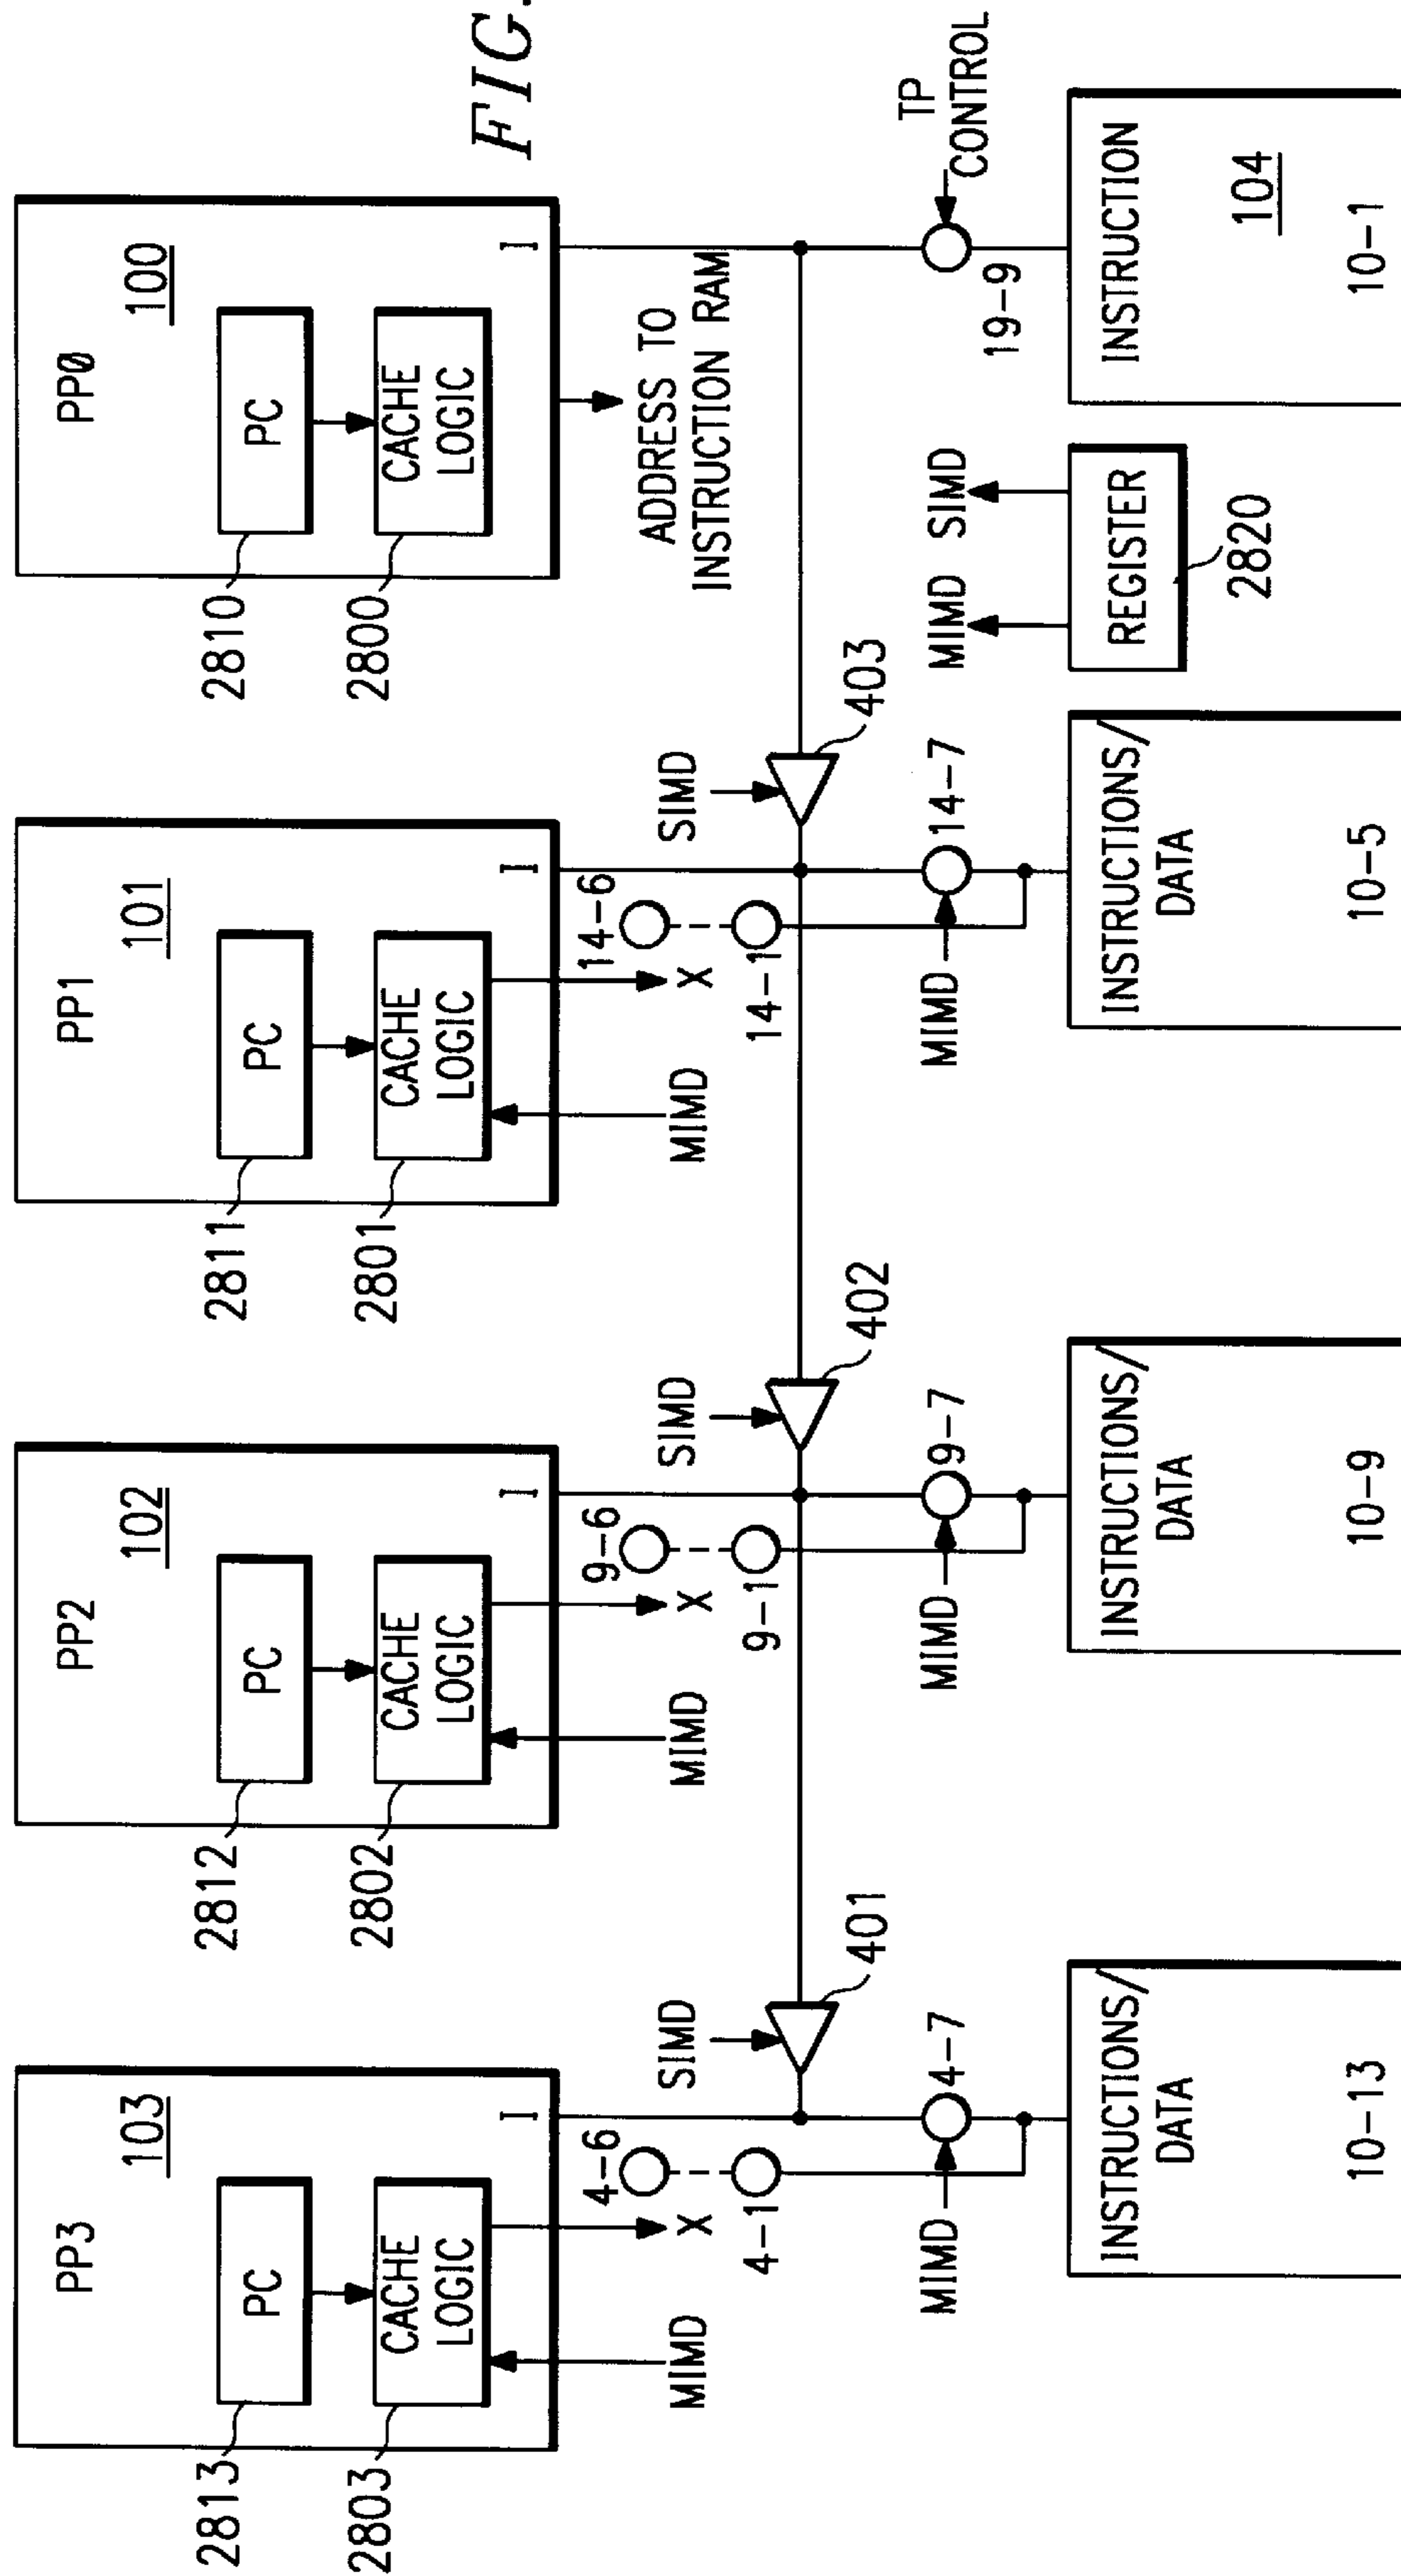 FIG.
PP3
103
PC
CACHE
LOGIC
I
2813
2803
PP2
102
PC
CACHE
LOGIC
I
2812
2802
PP1
101
PC
CACHE
LOGIC
I
2811
2801
PP0
100
PC
CACHE
LOGIC
I
2810
2800
MIMD
X
4-6
4-1
SIMD
401
MIMD
4-7
MIMD
X
9-6
9-1
SIMD
402
MIMD
9-7
MIMD
X
14-6
14-1
SIMD
403
MIMD
14-7
ADDRESS TO
INSTRUCTION RAM
MIMD
SIMD
REGISTER
2820
19-9
TP
CONTROL
INSTRUCTIONS/
DATA
10-13
INSTRUCTIONS/
DATA
10-9
INSTRUCTIONS/
DATA
10-5
INSTRUCTION
104
10-1